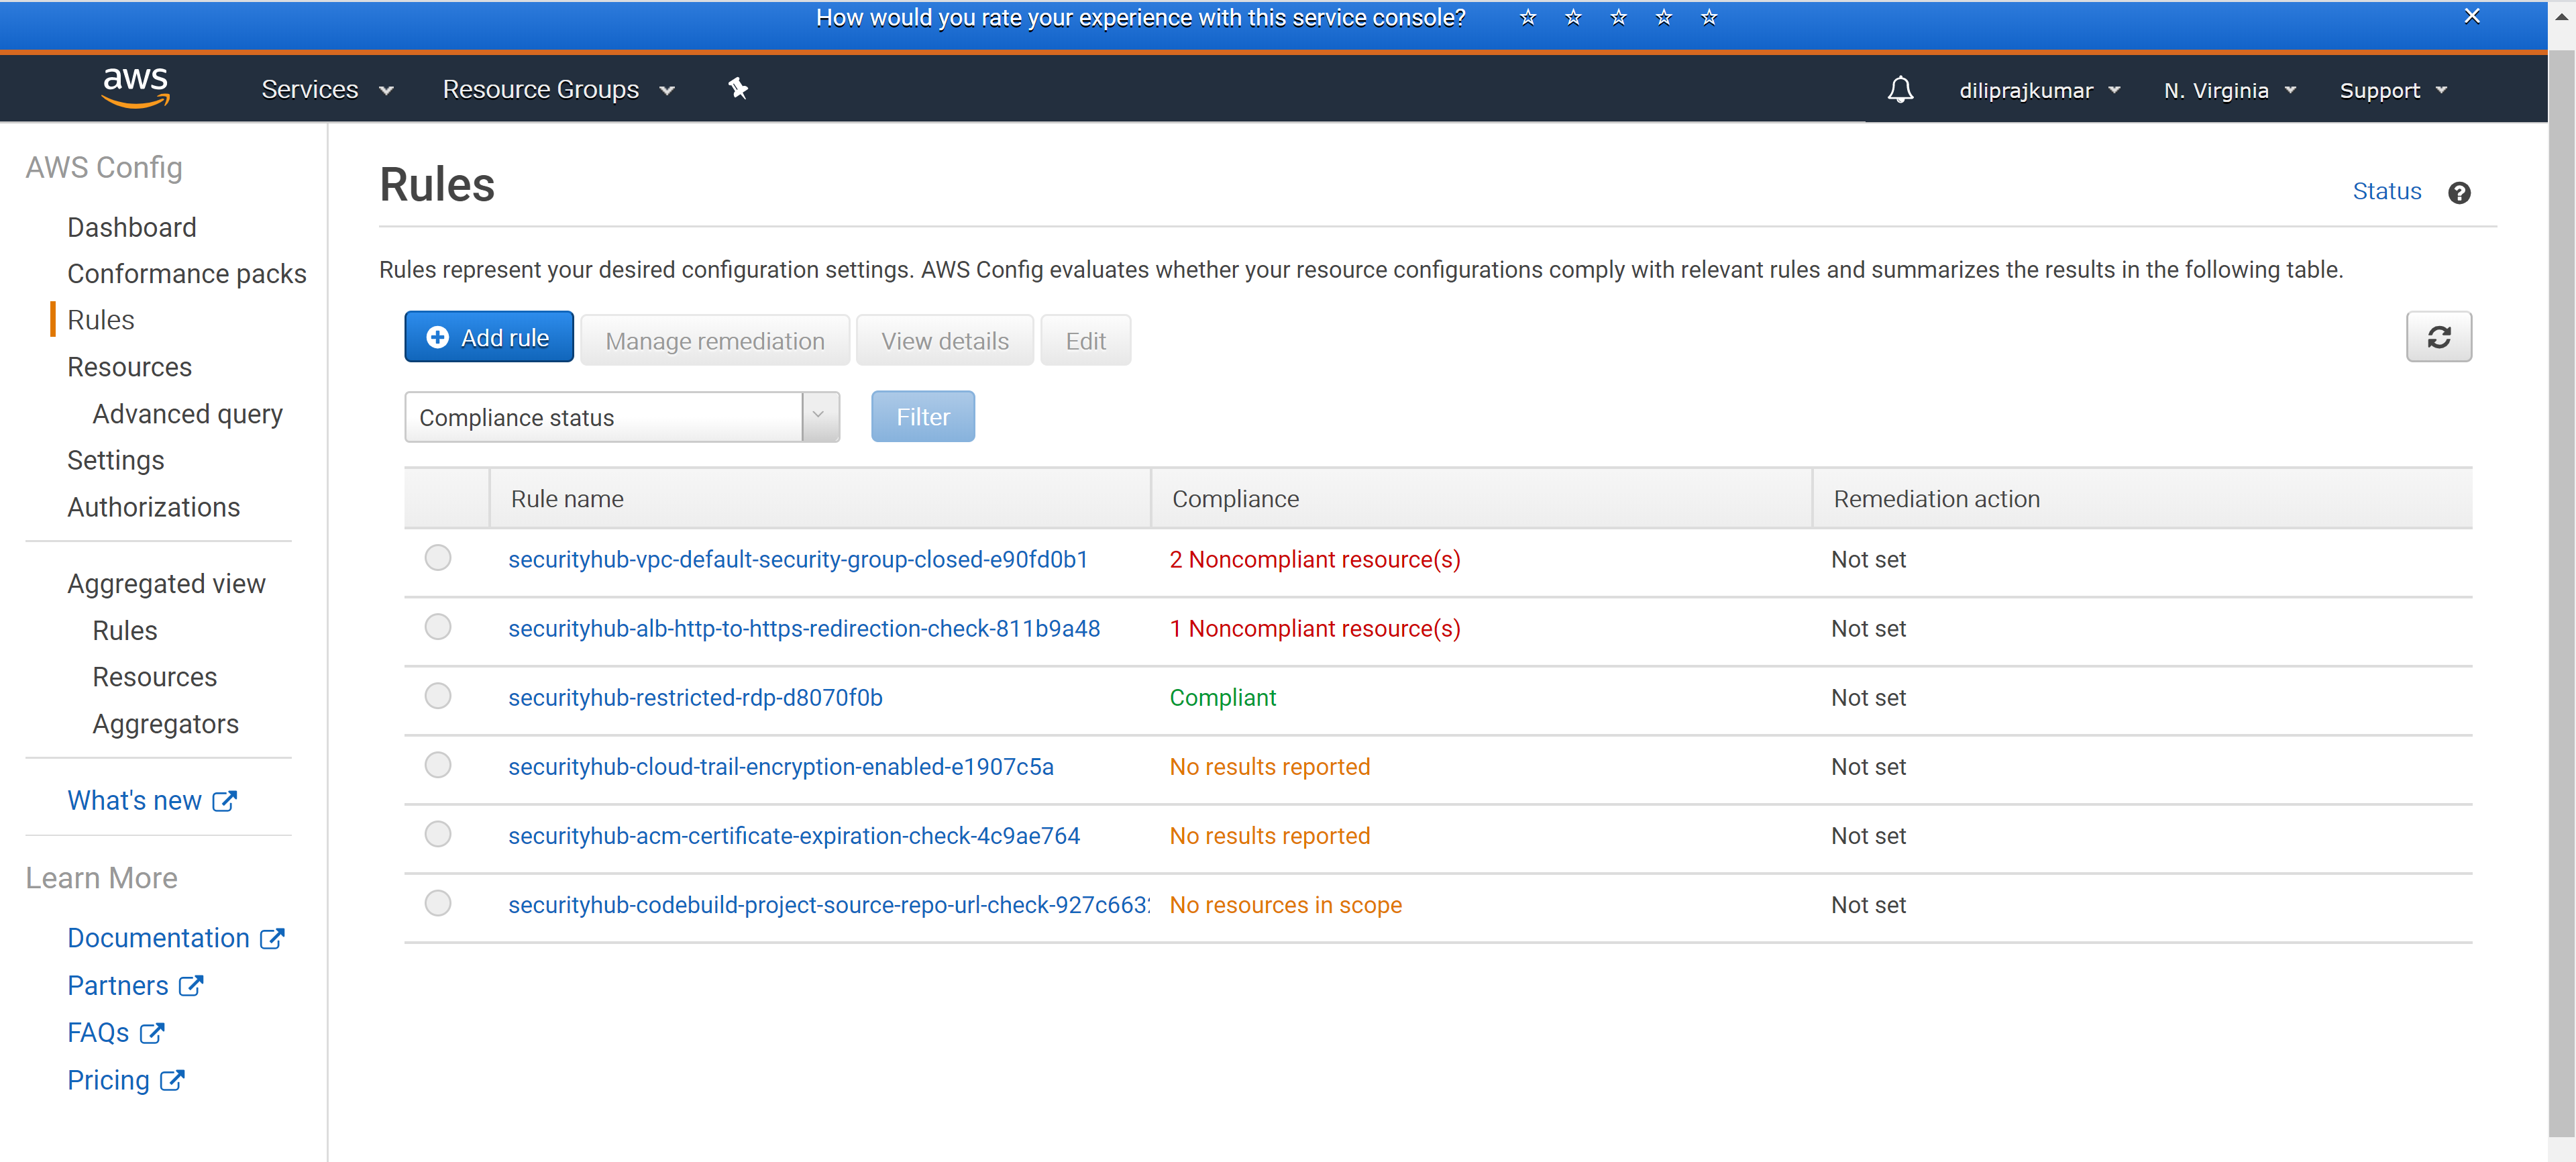 How would you rate your experience with this service console? ☆ ☆ ☆ ☆ ☆ ×
aws Services Resource Groups diliprajkumar N. Virginia Support
AWS Config
Dashboard
Conformance packs
Rules
Resources
Advanced query
Settings
Authorizations
Aggregated view
Rules
Resources
Aggregators
What's new
Learn More
Documentation
Partners
FAQs
Pricing
Rules
Status ?
Rules represent your desired configuration settings. AWS Config evaluates whether your resource configurations comply with relevant rules and summarizes the results in the following table.
Add rule Manage remediation View details Edit
Compliance status Filter
Rule name Compliance Remediation action
securityhub-vpc-default-security-group-closed-e90fd0b1 2 Noncompliant resource(s) Not set
securityhub-alb-http-to-https-redirection-check-811b9a48 1 Noncompliant resource(s) Not set
securityhub-restricted-rdp-d8070f0b Compliant Not set
securityhub-cloud-trail-encryption-enabled-e1907c5a No results reported Not set
securityhub-acm-certificate-expiration-check-4c9ae764 No results reported Not set
securityhub-codebuild-project-source-repo-url-check-927c663 No resources in scope Not set